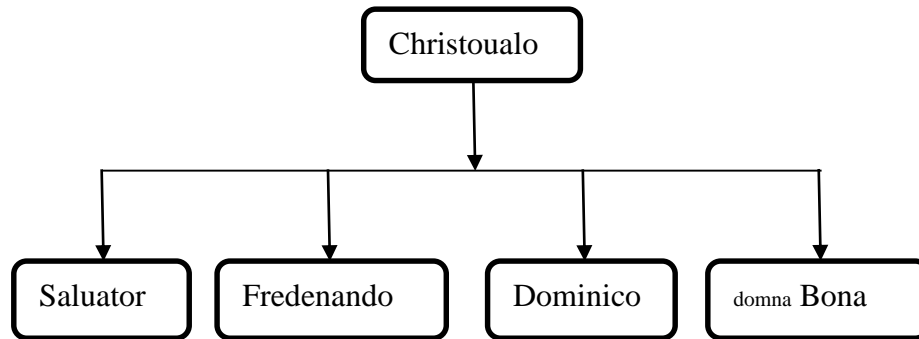 Christoualo
Saluator
Fredenando
Dominico
domna Bona